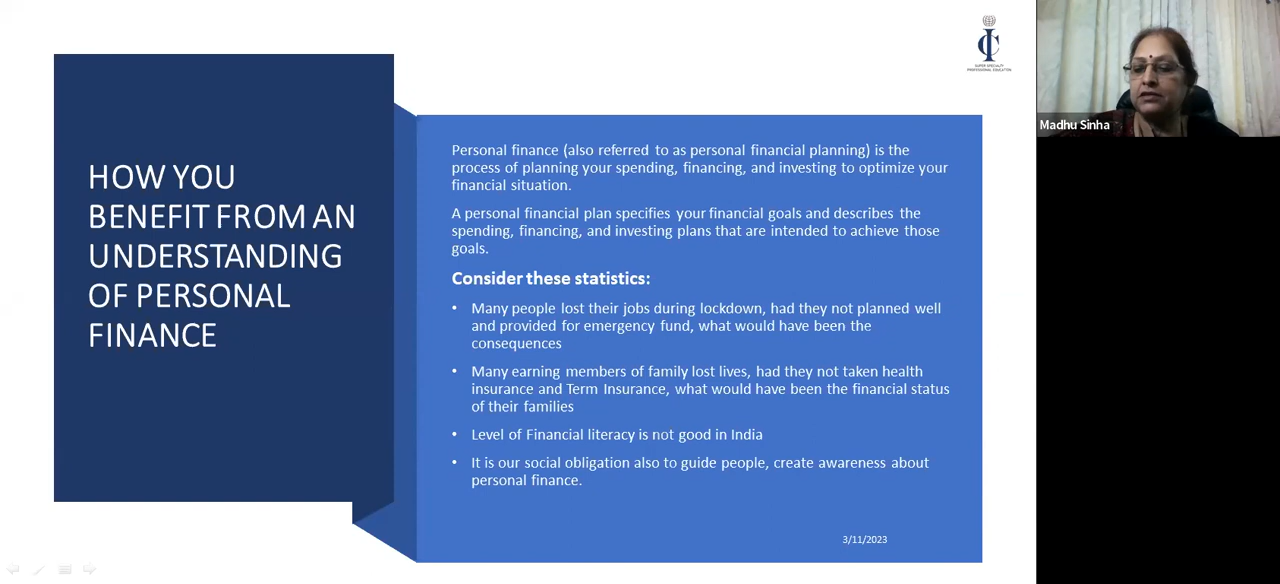 SUPER SPECIALTY
PROFESSIONAL EDUCATION
HOW YOU
BENEFIT FROM AN
UNDERSTANDING
OF PERSONAL
FINANCE
Personal finance (also referred to as personal financial planning) is the
process of planning your spending, financing, and investing to optimize your
financial situation.
A personal financial plan specifies your financial goals and describes the
spending, financing, and investing plans that are intended to achieve those
goals.
Consider these statistics:
• Many people lost their jobs during lockdown, had they not planned well
and provided for emergency fund, what would have been the
consequences
• Many earning members of family lost lives, had they not taken health
insurance and Term Insurance, what would have been the financial status
of their families
• Level of Financial literacy is not good in India
• It is our social obligation also to guide people, create awareness about
personal finance.
3/11/2023
Madhu Sinha